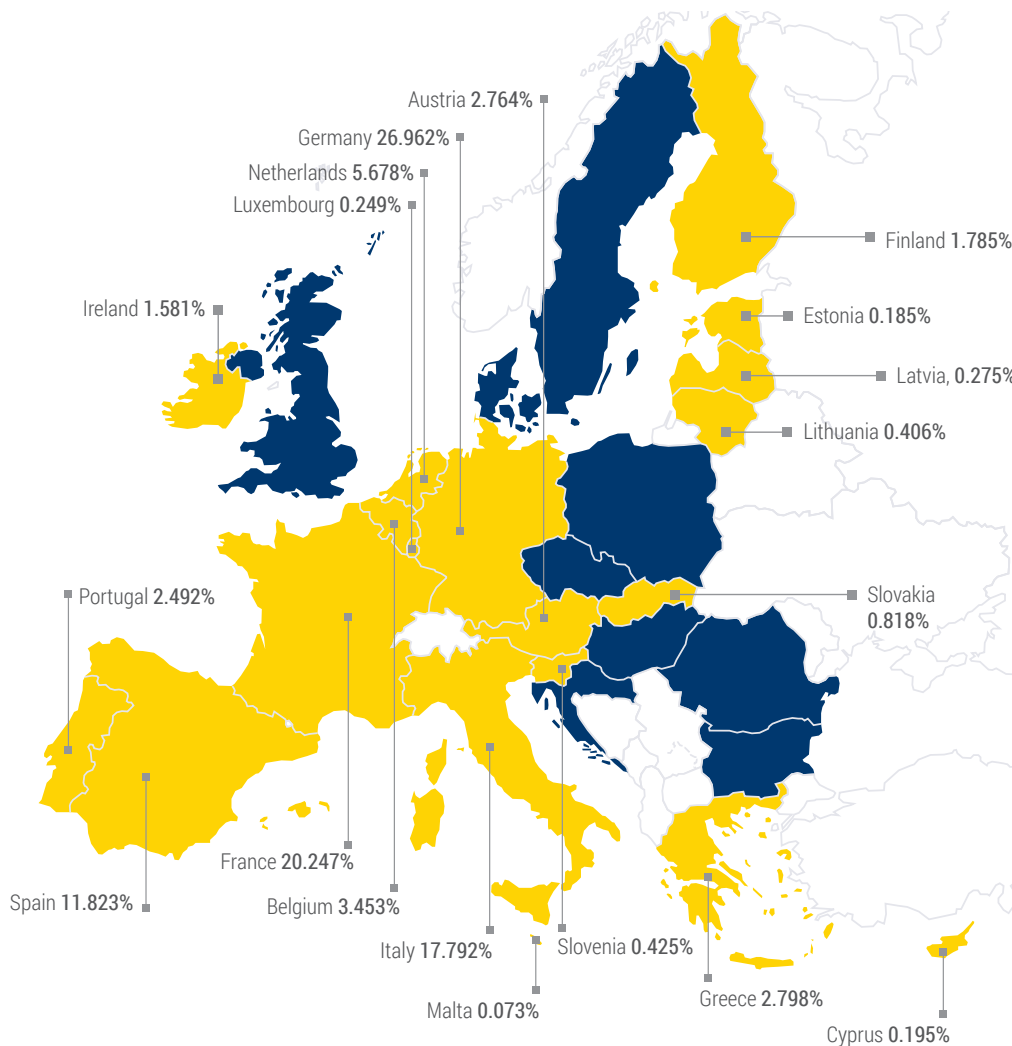 Austria 2.764%
Germany 26.962%
Netherlands 5.678%
Luxembourg 0.249%
Finland 1.785%
Ireland 1.581%
Estonia 0.185%
Latvia, 0.275%
Lithuania 0.406%
Portugal 2.492%
Slovakia
0.818%
France 20.247%
Spain 11.823%
Belgium 3.453%
Italy 17.792%
Slovenia 0.425%
Malta 0.073%
Greece 2.798%
Cyprus 0.195%